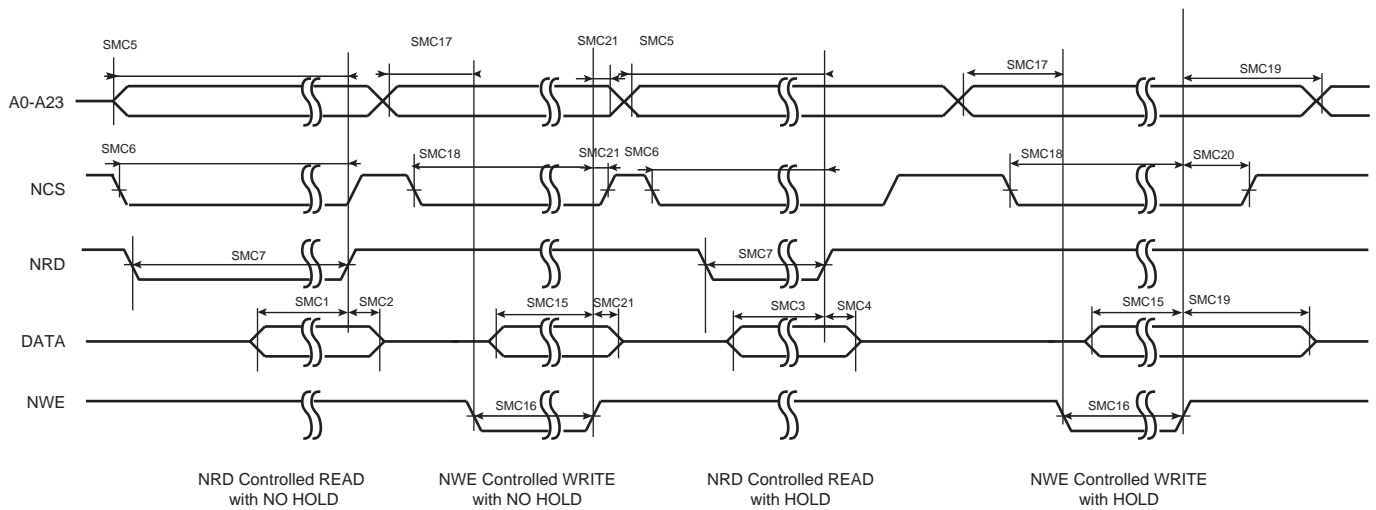 SMC5
SMC17
SMC21
SMC5
SMC17
SMC19
A0-A23
SMC6
SMC18
SMC21
SMC6
SMC18
SMC20
NCS
NRD
SMC7
SMC7
SMC1
SMC2
SMC15
SMC21
SMC3
SMC4
SMC15
SMC19
DATA
NWE
SMC16
SMC16
NRD Controlled READ
with NO HOLD
NWE Controlled WRITE
with NO HOLD
NRD Controlled READ
with HOLD
NWE Controlled WRITE
with HOLD